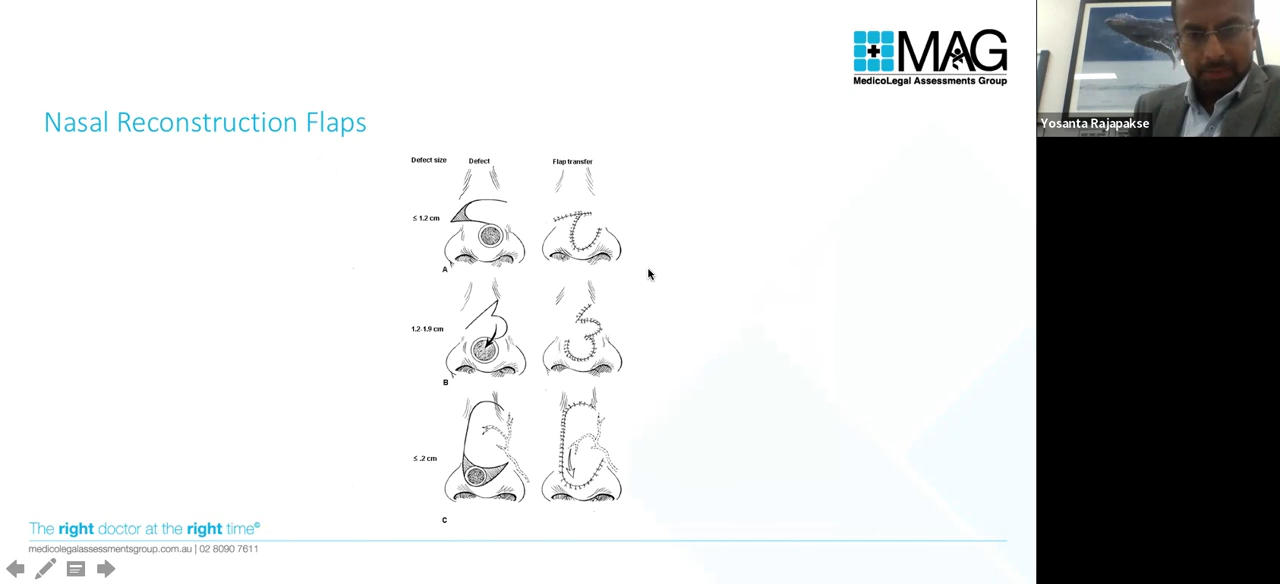 MAG
MedicoLegal Assessments Group
Yosanta Rajapakse
Nasal Reconstruction Flaps
Defect size Defect Flap transfer
≤ 1.2 cm
A
1.2-1.9 cm
B
≤ .2 cm
C
The right doctor at the right time©
medicolegalassessmentsgroup.com.au | 02 8090 7611